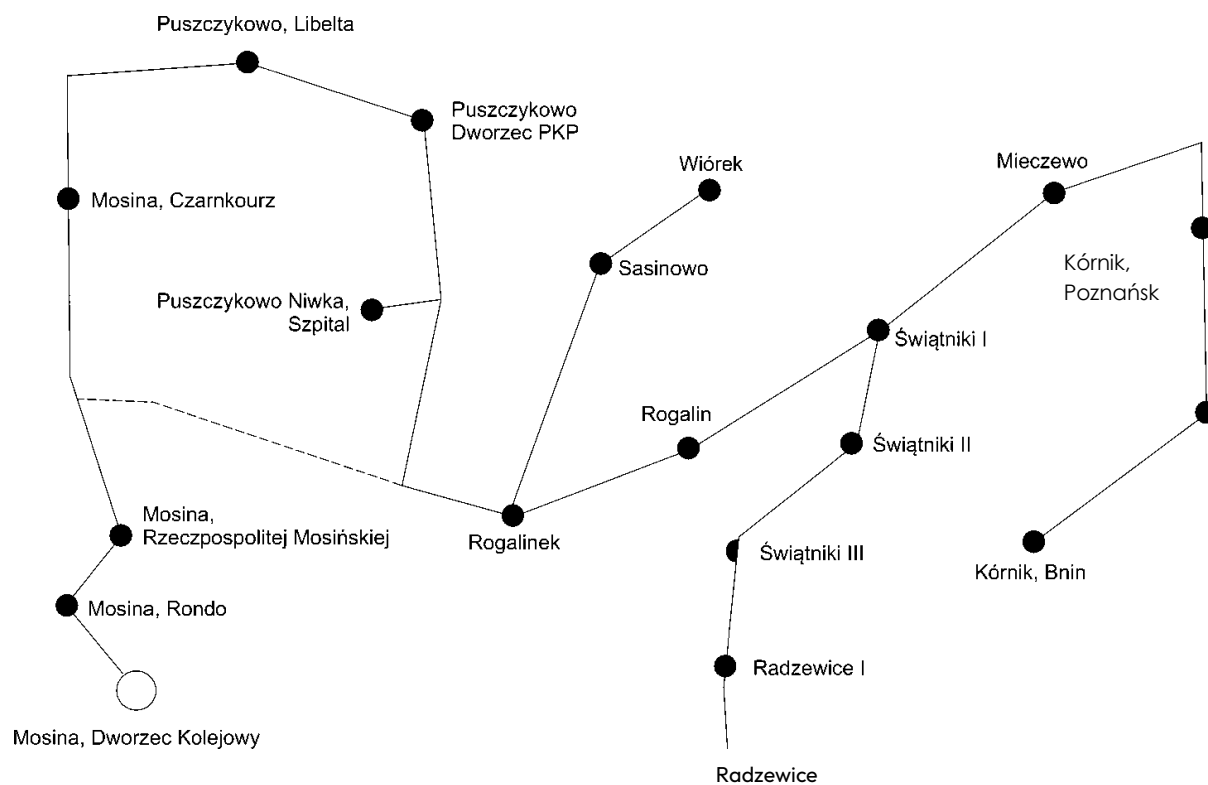 Puszczykowo, Libelta
Puszczykowo
Dworzec PKP
Wiórek
Mieczewo
Mosina, Czarnkourz
Sasinowo
Kórnik,
Poznańsk
Puszczykowo Niwka,
Szpital
Świątniki I
Rogalin
Świątniki II
Mosina,
Rzeczpospolitej Mosińskiej
Rogalinek
Świątniki III
Kórnik, Bnin
Mosina, Rondo
Radzewice I
Mosina, Dworzec Kolejowy
Radzewice